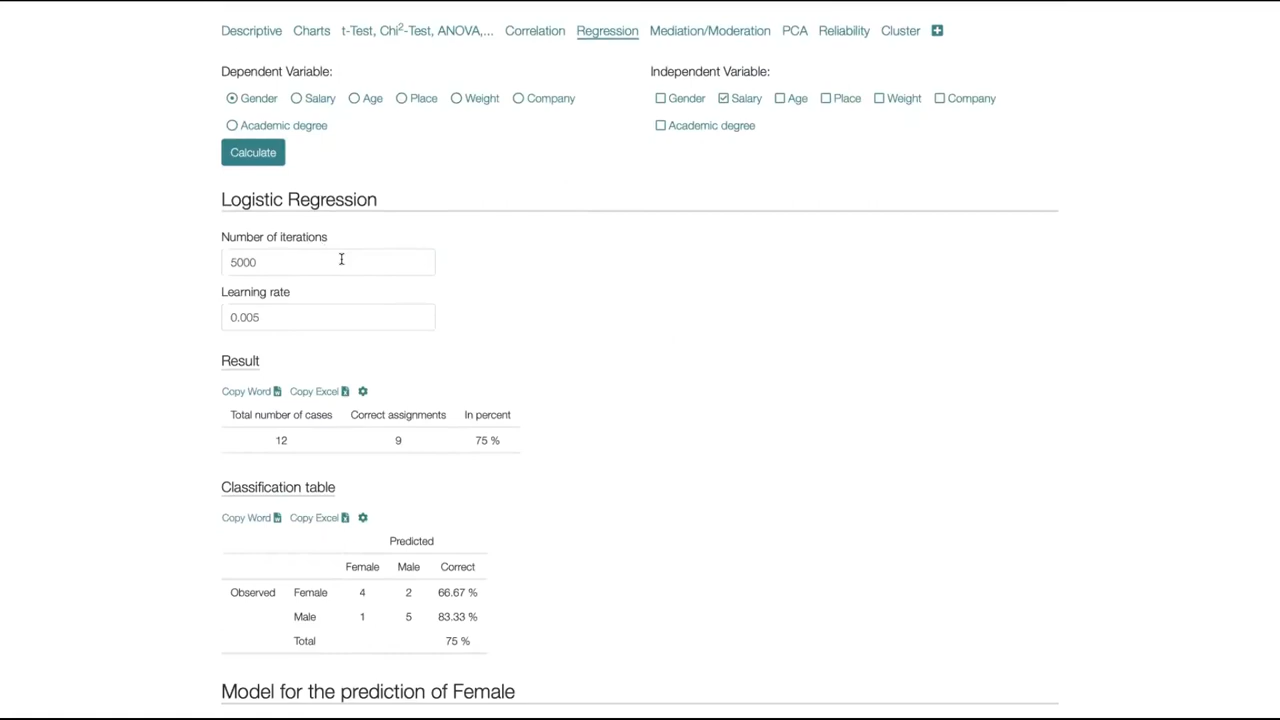 Descriptive Charts t-Test, Chi2-Test, ANOVA,... Correlation Regression Mediation/Moderation PCA Reliability Cluster
Dependent Variable: Independent Variable:
Gender Salary Age Place Weight Company Gender Salary Age Place Weight Company
Academic degree Academic degree
Calculate
Logistic Regression
Number of iterations
5000
Learning rate
0.005
Result
Copy Word Copy Excel
Total number of cases Correct assignments In percent
12 9 75 %
Classification table
Copy Word Copy Excel
Predicted
Female Male Correct
Observed Female 4 2 66.67 %
Male 1 5 83.33 %
Total 75 %
Model for the prediction of Female